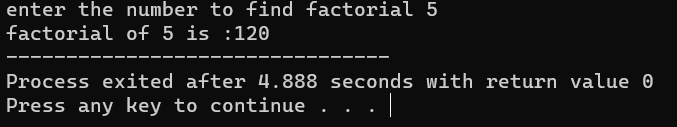 enter the number to find factorial 5
factorial of 5 is :120
--------------------------------
Process exited after 4.888 seconds with return value 0
Press any key to continue . . .